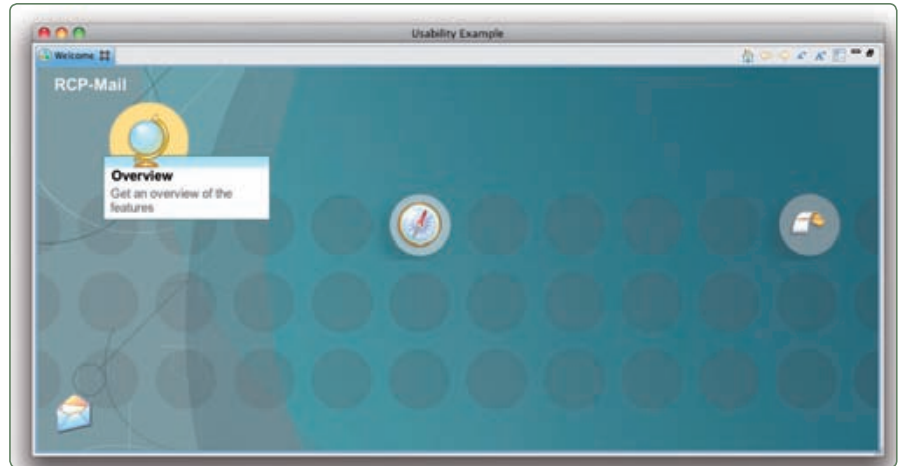 Usability Example
Welcome
RCP-Mail
Overview
Get an overview of the
features